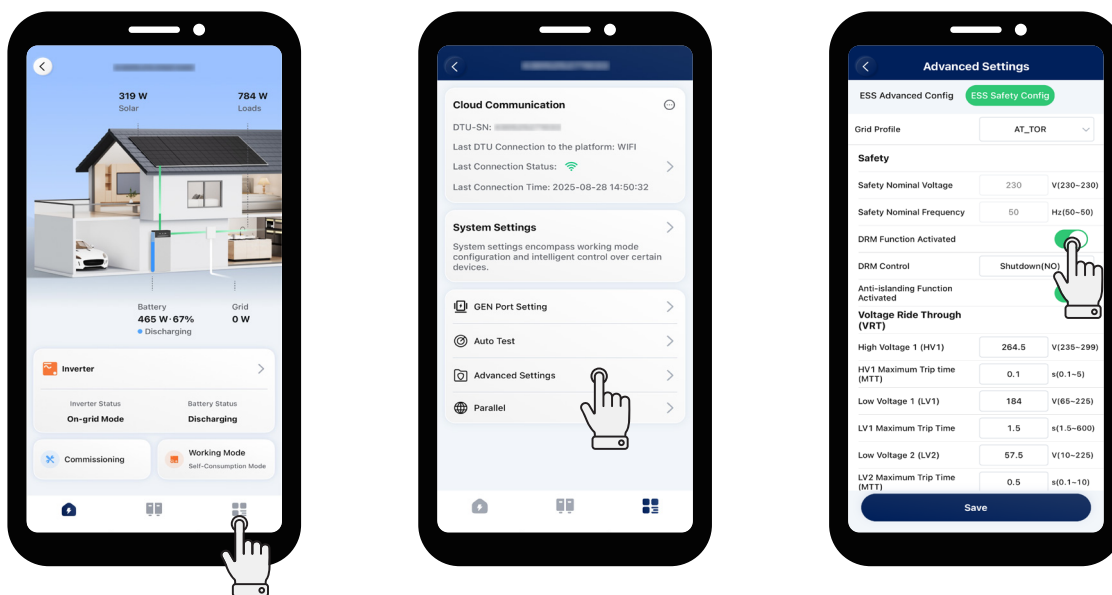 319 W
Solar
784 W
Loads
Battery
465 W·67%
Discharging
Grid
0 W
Inverter
Inverter Status
On-grid Mode
Battery Status
Discharging
Commissioning
Working Mode
Self-Consumption Mode
Cloud Communication
DTU-SN:
Last DTU Connection to the platform: WIFI
Last Connection Status:
Last Connection Time: 2025-08-28 14:50:32
System Settings
System settings encompass working mode
configuration and intelligent control over certain
devices.
GEN Port Setting
Auto Test
Advanced Settings
Parallel
Advanced Settings
ESS Advanced Config
ESS Safety Config
Grid Profile
AT_TOR
Safety
Safety Nominal Voltage
230
V(230~230)
Safety Nominal Frequency
50
Hz(50~50)
DRM Function Activated
DRM Control
Shutdown(NO)
Anti-islanding Function
Activated
Voltage Ride Through
(VRT)
High Voltage 1 (HV1)
264.5
V(235~299)
HV1 Maximum Trip time
(MTT)
0.1
s(0.1~5)
Low Voltage 1 (LV1)
184
V(65~225)
LV1 Maximum Trip Time
1.5
s(1.5~600)
Low Voltage 2 (LV2)
57.5
V(10~225)
LV2 Maximum Trip Time
(MTT)
0.5
s(0.1~10)
Save